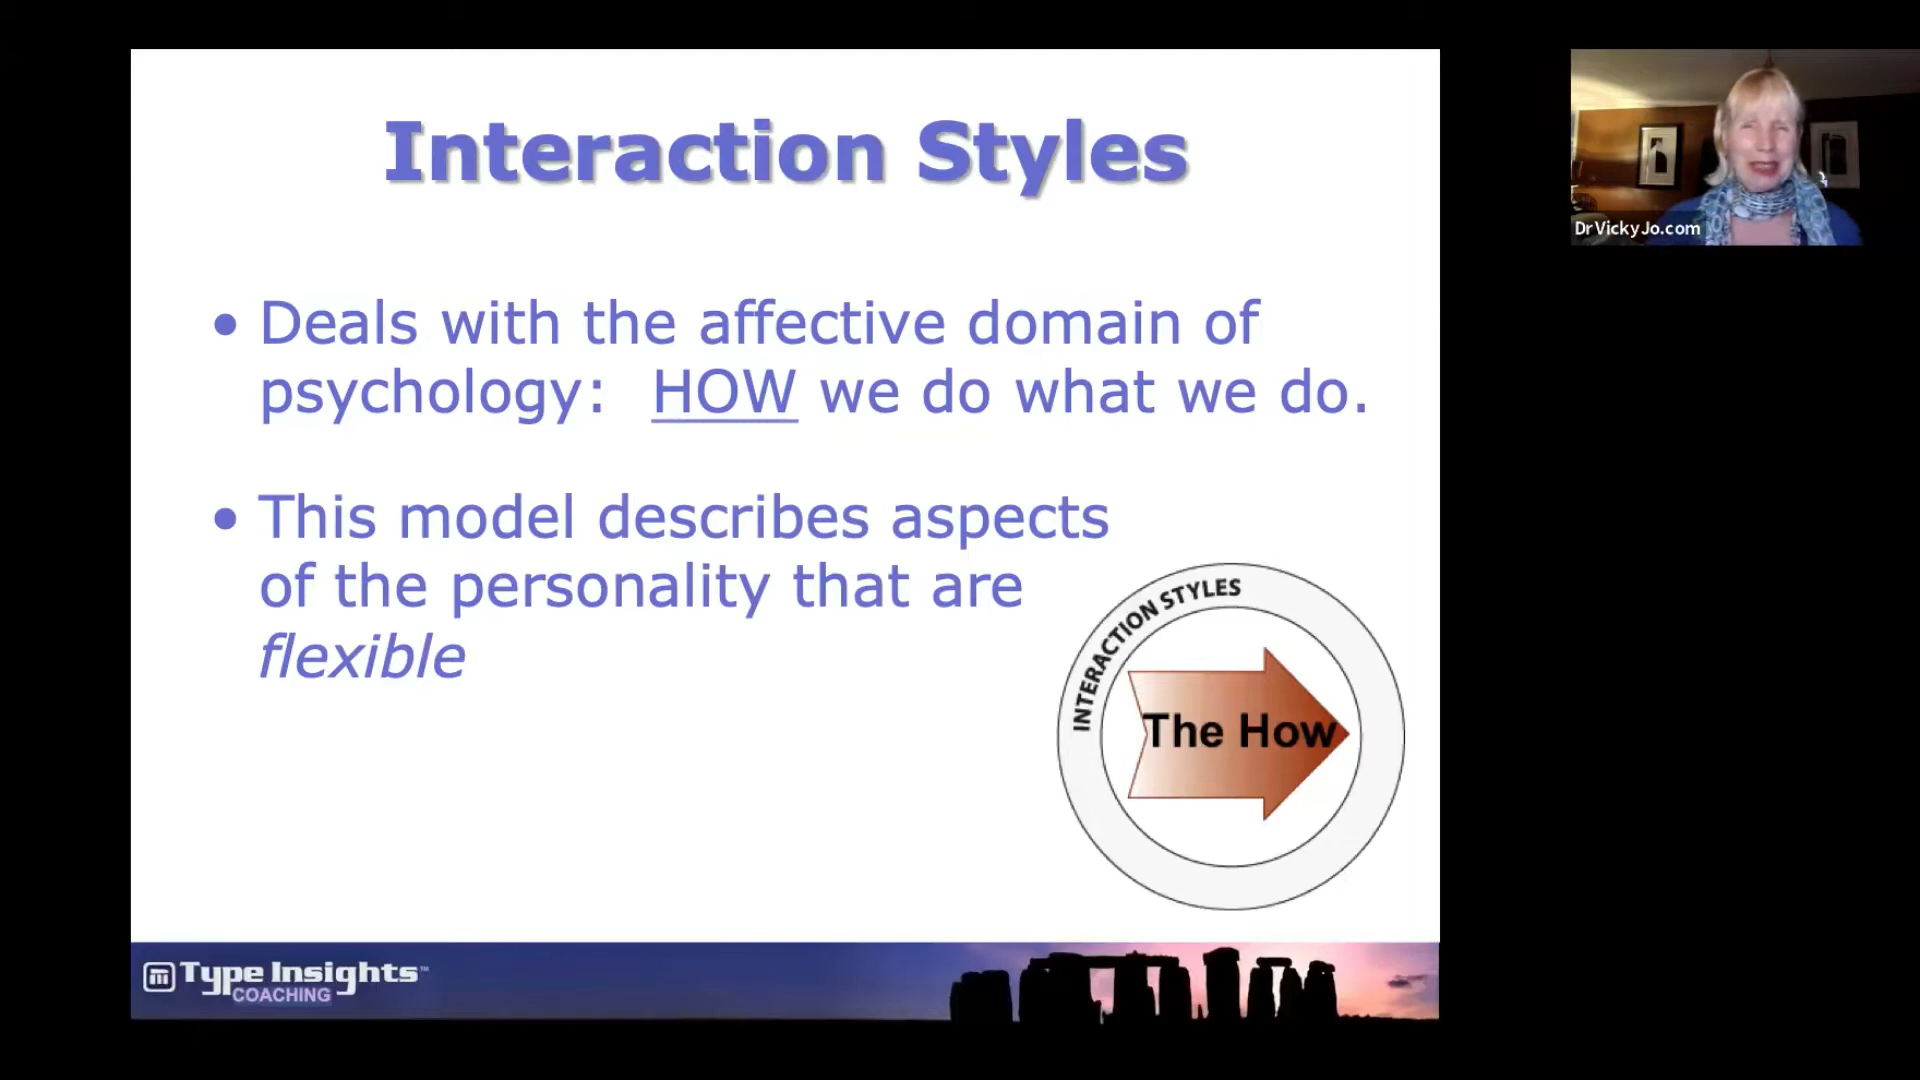 Interaction Styles
• Deals with the affective domain of
psychology: HOW we do what we do.
• This model describes aspects
of the personality that are
flexible
INTERACTION STYLES
The How
Type Insights™
COACHING
DrVickyJo.com